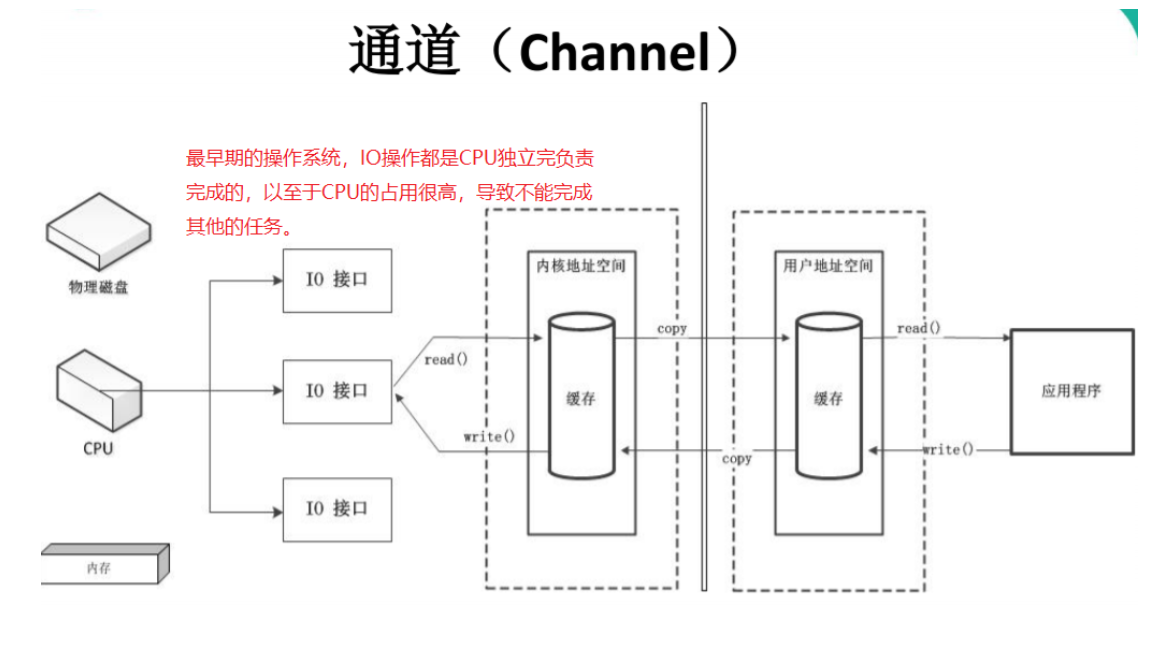 通道（Channel）
最早期的操作系统，IO操作都是CPU独立完负责
完成的，以至于CPU的占用很高，导致不能完成
其他的任务。
物理磁盘
IO 接口
内核地址空间
用户地址空间
copy
read()
read()
IO 接口
缓存
缓存
应用程序
CPU
write()
copy
write()
IO 接口
内存